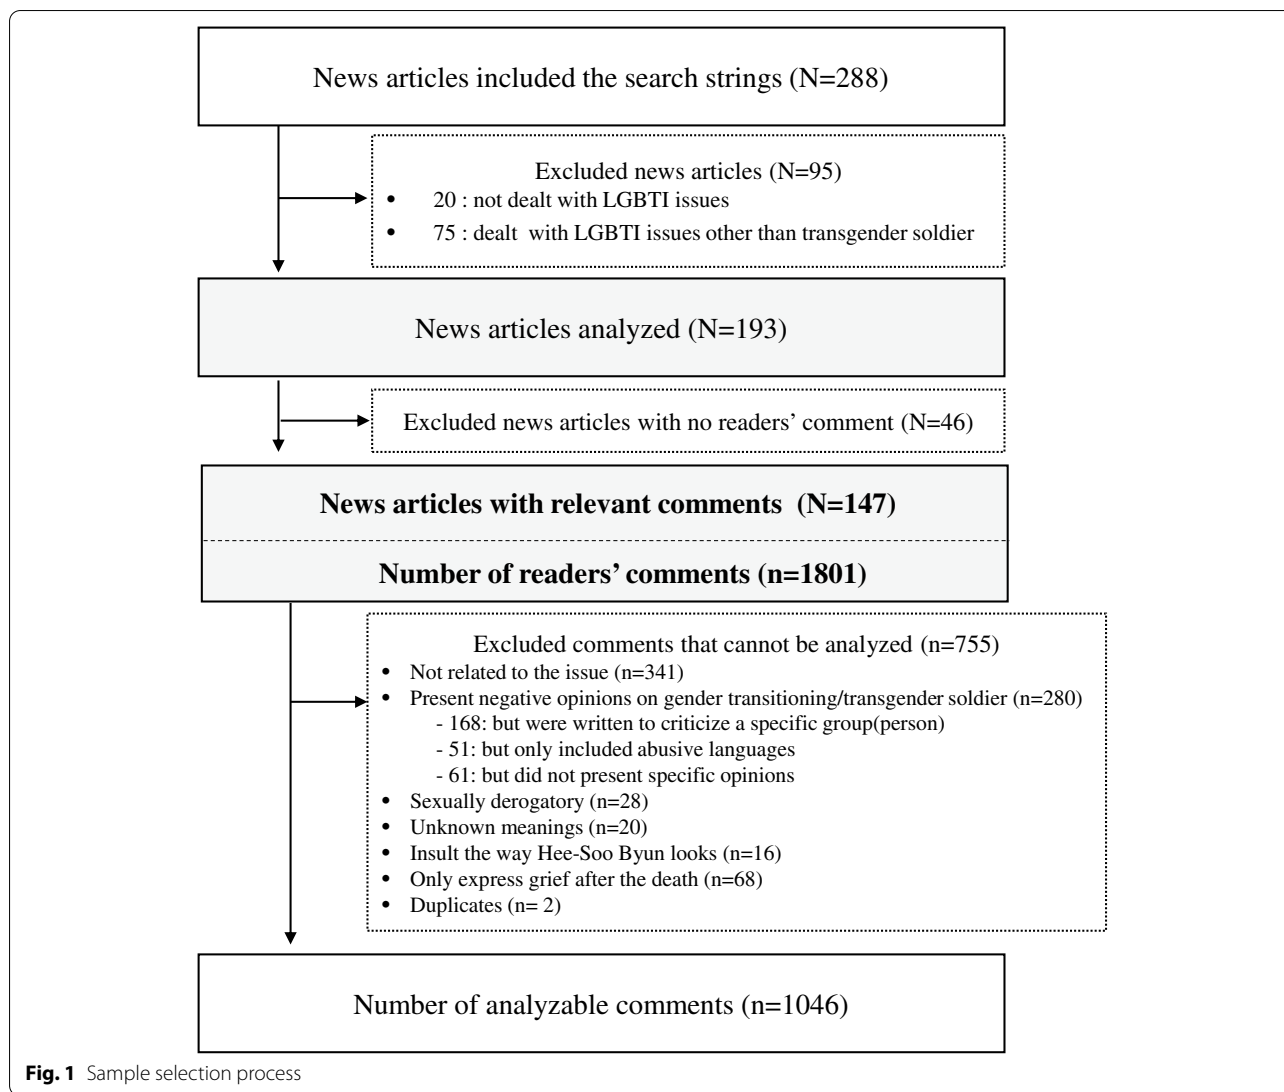 News articles included the search strings (N=288)
Excluded news articles (N=95)
• 20 : not dealt with LGBTI issues
• 75 : dealt with LGBTI issues other than transgender soldier
News articles analyzed (N=193)
Excluded news articles with no readers’ comment (N=46)
News articles with relevant comments (N=147)
Number of readers’ comments (n=1801)
Excluded comments that cannot be analyzed (n=755)
• Not related to the issue (n=341)
• Present negative opinions on gender transitioning/transgender soldier (n=280)
- 168: but were written to criticize a specific group(person)
- 51: but only included abusive languages
- 61: but did not present specific opinions
• Sexually derogatory (n=28)
• Unknown meanings (n=20)
• Insult the way Hee-Soo Byun looks (n=16)
• Only express grief after the death (n=68)
• Duplicates (n= 2)
Number of analyzable comments (n=1046)
Fig. 1 Sample selection process